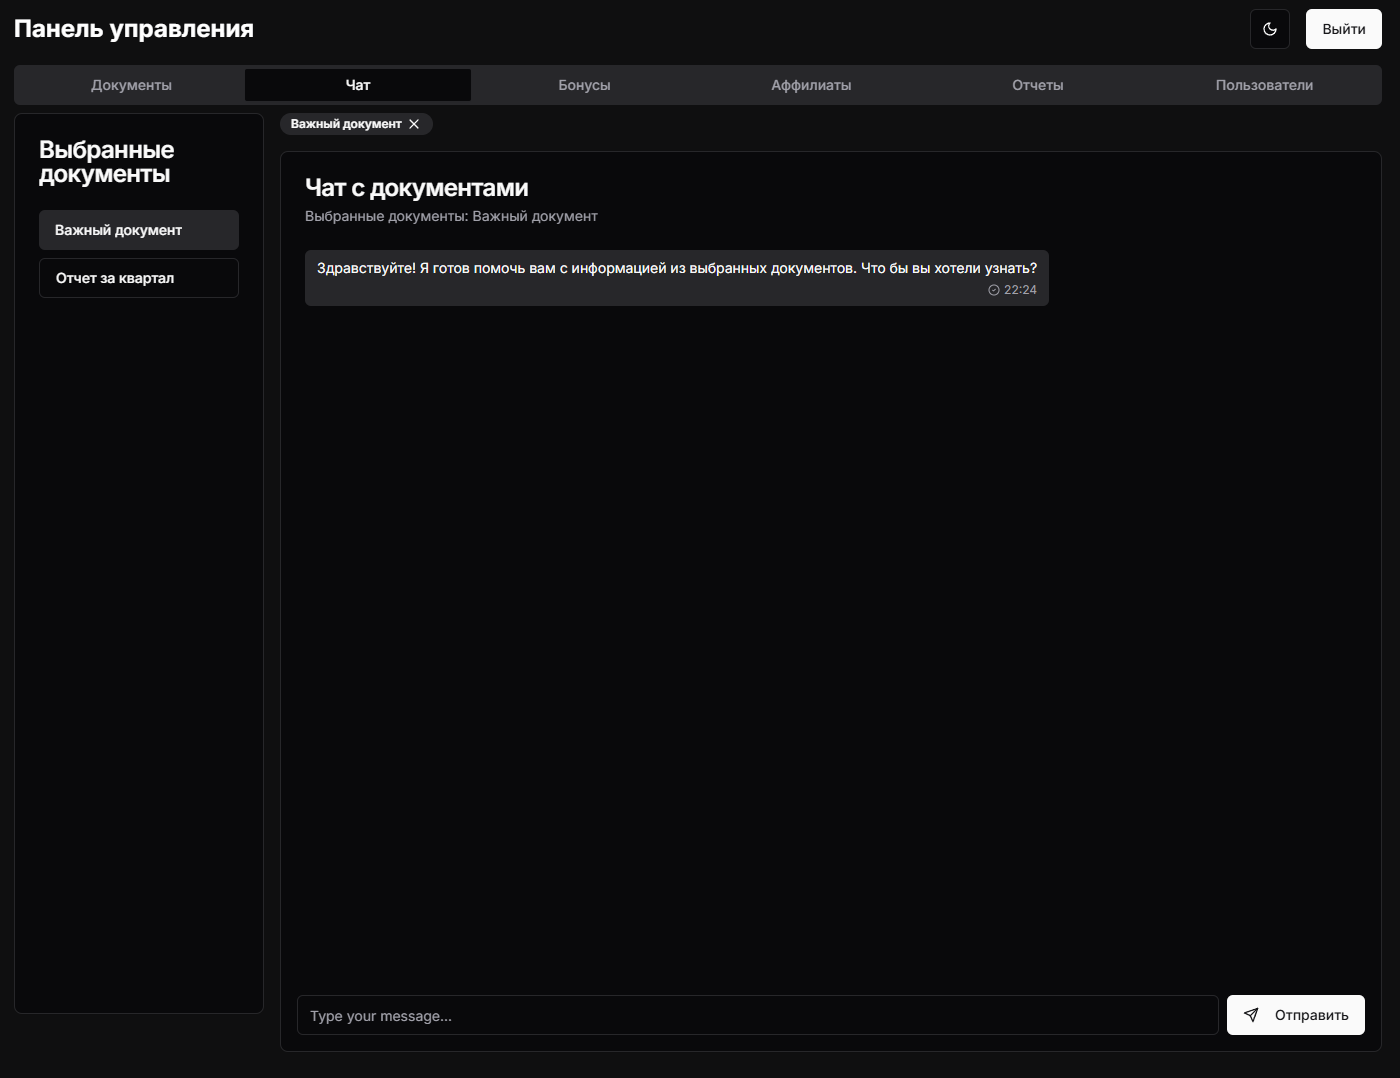 Панель управления
Выйти
Документы
Чат
Бонусы
Аффилиаты
Отчеты
Пользователи
Выбранные
документы
Важный документ
Отчет за квартал
Важный документ
Чат с документами
Выбранные документы: Важный документ
Здравствуйте! Я готов помочь вам с информацией из выбранных документов. Что бы вы хотели узнать?
22:24
Type your message...
Отправить